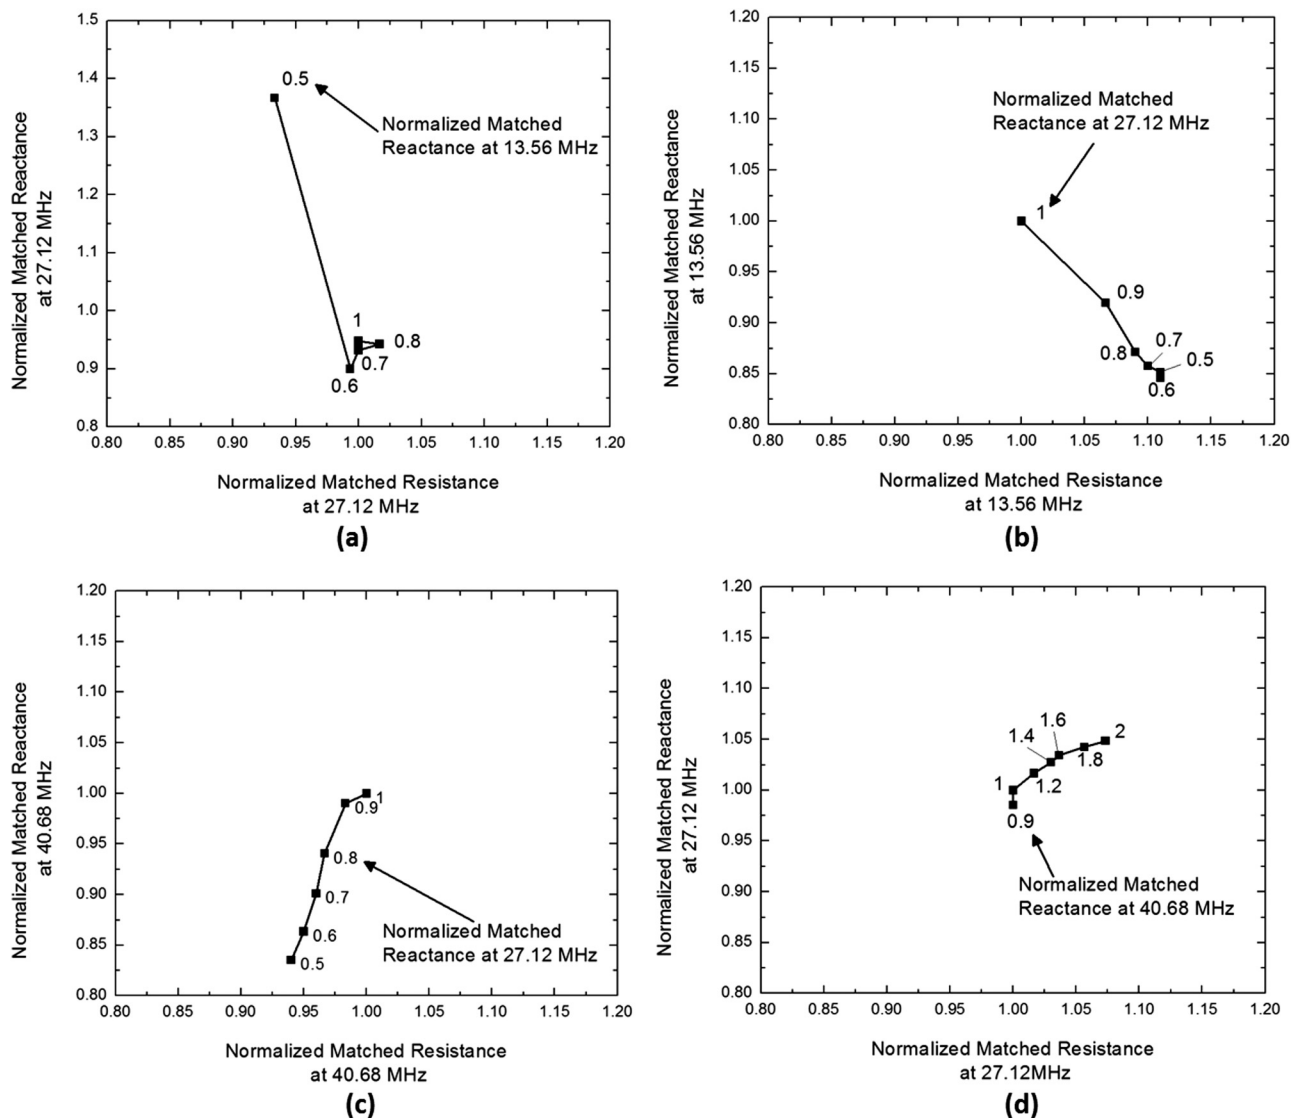 1.5
1.4
1.3
1.2
1.1
1.0
0.9
0.8
0.80 0.85 0.90 0.95 1.00 1.05 1.10 1.15 1.20
Normalized Matched Reactance
at 27.12 MHz
0.5
Normalized Matched
Reactance at 13.56 MHz
1
0.8
0.7
0.6
Normalized Matched Resistance
at 27.12 MHz
(a)
1.20
1.15
1.10
1.05
1.00
0.95
0.90
0.85
0.80
0.80 0.85 0.90 0.95 1.00 1.05 1.10 1.15 1.20
Normalized Matched Reactance
at 13.56 MHz
Normalized Matched
Reactance at 27.12 MHz
1
0.9
0.8
0.7
0.5
0.6
Normalized Matched Resistance
at 13.56 MHz
(b)
1.20
1.15
1.10
1.05
1.00
0.95
0.90
0.85
0.80
0.80 0.85 0.90 0.95 1.00 1.05 1.10 1.15 1.20
Normalized Matched Reactance
at 40.68 MHz
1
0.9
0.8
0.7
0.6
0.5
Normalized Matched
Reactance at 27.12 MHz
Normalized Matched Resistance
at 40.68 MHz
(c)
1.20
1.15
1.10
1.05
1.00
0.95
0.90
0.85
0.80
0.80 0.85 0.90 0.95 1.00 1.05 1.10 1.15 1.20
Normalized Matched Reactance
at 27.12 MHz
1.6
1.4
2
1.8
1
1.2
0.9
Normalized Matched
Reactance at 40.68 MHz
Normalized Matched Resistance
at 27.12MHz
(d)